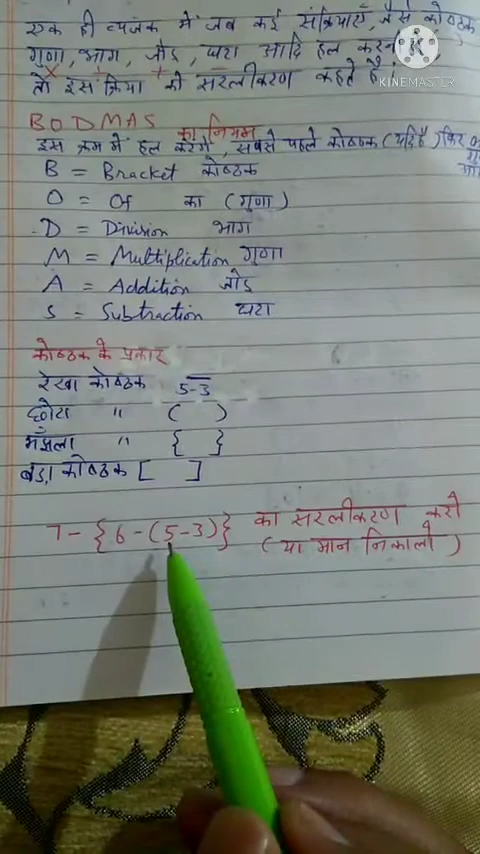 एक ही व्यंजक में जब कई संक्रियाएँ, जैसे कोष्ठक
गुणा, भाग, जोड़, घटा आदि हल करना
× ÷ +
तो इस क्रिया को सरलीकरण कहते हैं।
KINEMASTER
BODMAS का नियम
इस क्रम में हल करेंगे, सबसे पहले कोष्ठक (यदि है) फिर
B = Bracket कोष्ठक
O = Of का (गुणा)
D = Division भाग
M = Multiplication गुणा
A = Addition जोड़
S = Subtraction घटा
कोष्ठक के प्रकार
रेखा कोष्ठक 5-3
छोटा " ( )
मँझला " { }
बड़ा कोष्ठक [ ]
7 - { 6 - (5 - 3) } का सरलीकरण करो
(या मान निकालो)